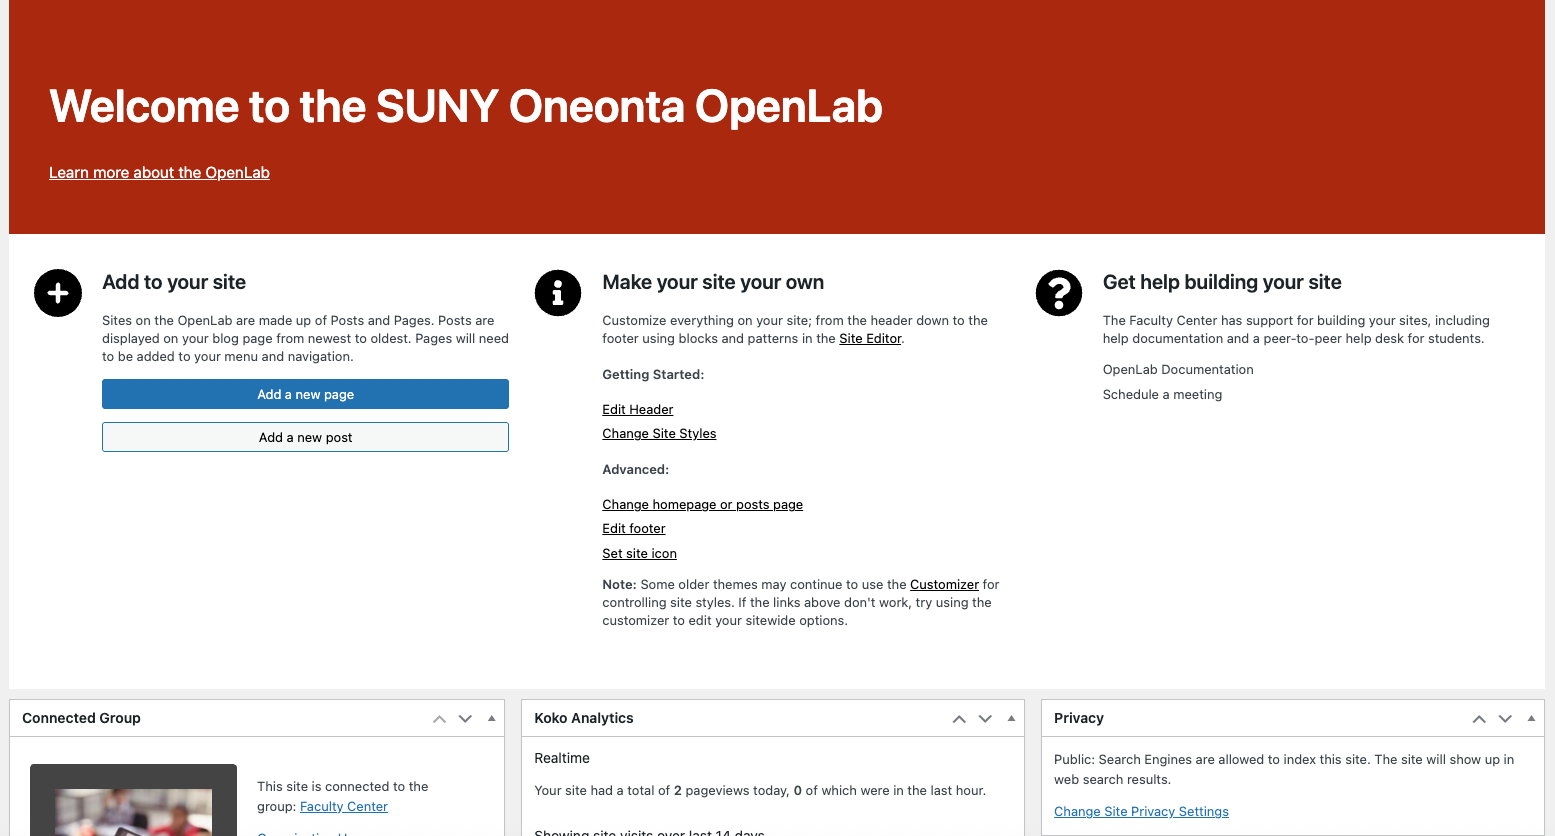 Welcome to the SUNY Oneonta OpenLab
Learn more about the OpenLab
Add to your site
Sites on the OpenLab are made up of Posts and Pages. Posts are
displayed on your blog page from newest to oldest. Pages will need
to be added to your menu and navigation.
Add a new page
Add a new post
Make your site your own
Customize everything on your site; from the header down to the
footer using blocks and patterns in the Site Editor.
Getting Started:
Edit Header
Change Site Styles
Advanced:
Change homepage or posts page
Edit footer
Set site icon
Note: Some older themes may continue to use the Customizer for
controlling site styles. If the links above don't work, try using the
customizer to edit your sitewide options.
Get help building your site
The Faculty Center has support for building your sites, including
help documentation and a peer-to-peer help desk for students.
OpenLab Documentation
Schedule a meeting
Connected Group
This site is connected to the
group: Faculty Center
Koko Analytics
Realtime
Your site had a total of 2 pageviews today, 0 of which were in the last hour.
Showing site visits over last 14 days
Privacy
Public: Search Engines are allowed to index this site. The site will show up in
web search results.
Change Site Privacy Settings